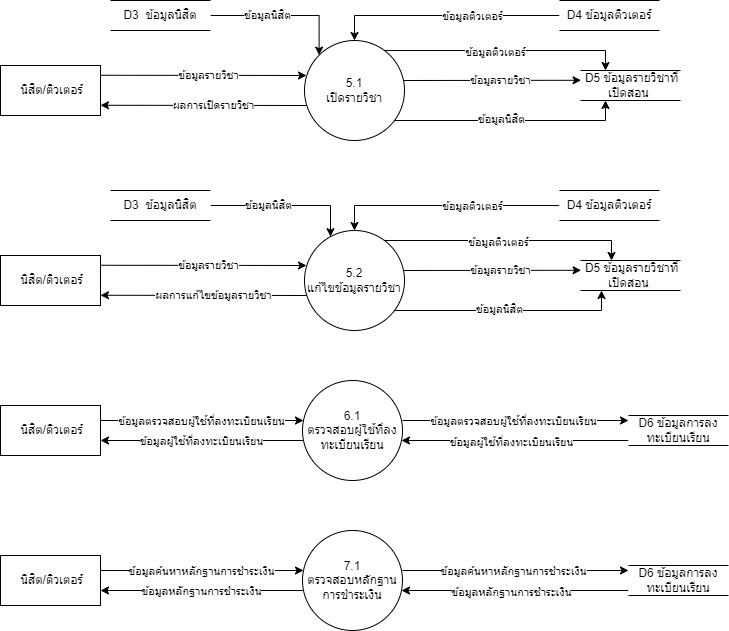 D3 ข้อมูลนิสิต
ข้อมูลนิสิต
ข้อมูลติวเตอร์
D4 ข้อมูลติวเตอร์
นิสิต/ติวเตอร์
ข้อมูลรายวิชา
ผลการเปิดรายวิชา
5.1
เปิดรายวิชา
ข้อมูลติวเตอร์
ข้อมูลรายวิชา
ข้อมูลนิสิต
D5 ข้อมูลรายวิชาที่
เปิดสอน
D3 ข้อมูลนิสิต
ข้อมูลนิสิต
ข้อมูลติวเตอร์
D4 ข้อมูลติวเตอร์
นิสิต/ติวเตอร์
ข้อมูลรายวิชา
ผลการแก้ไขข้อมูลรายวิชา
5.2
แก้ไขข้อมูลรายวิชา
ข้อมูลติวเตอร์
ข้อมูลรายวิชา
ข้อมูลนิสิต
D5 ข้อมูลรายวิชาที่
เปิดสอน
นิสิต/ติวเตอร์
ข้อมูลตรวจสอบผู้ใช้ที่ลงทะเบียนเรียน
ข้อมูลผู้ใช้ที่ลงทะเบียนเรียน
6.1
ตรวจสอบผู้ใช้ที่ลง
ทะเบียนเรียน
ข้อมูลตรวจสอบผู้ใช้ที่ลงทะเบียนเรียน
ข้อมูลผู้ใช้ที่ลงทะเบียนเรียน
D6 ข้อมูลการลง
ทะเบียนเรียน
นิสิต/ติวเตอร์
ข้อมูลค้นหาหลักฐานการชำระเงิน
ข้อมูลหลักฐานการชำระเงิน
7.1
ตรวจสอบหลักฐาน
การชำระเงิน
ข้อมูลค้นหาหลักฐานการชำระเงิน
ข้อมูลหลักฐานการชำระเงิน
D6 ข้อมูลการลง
ทะเบียนเรียน